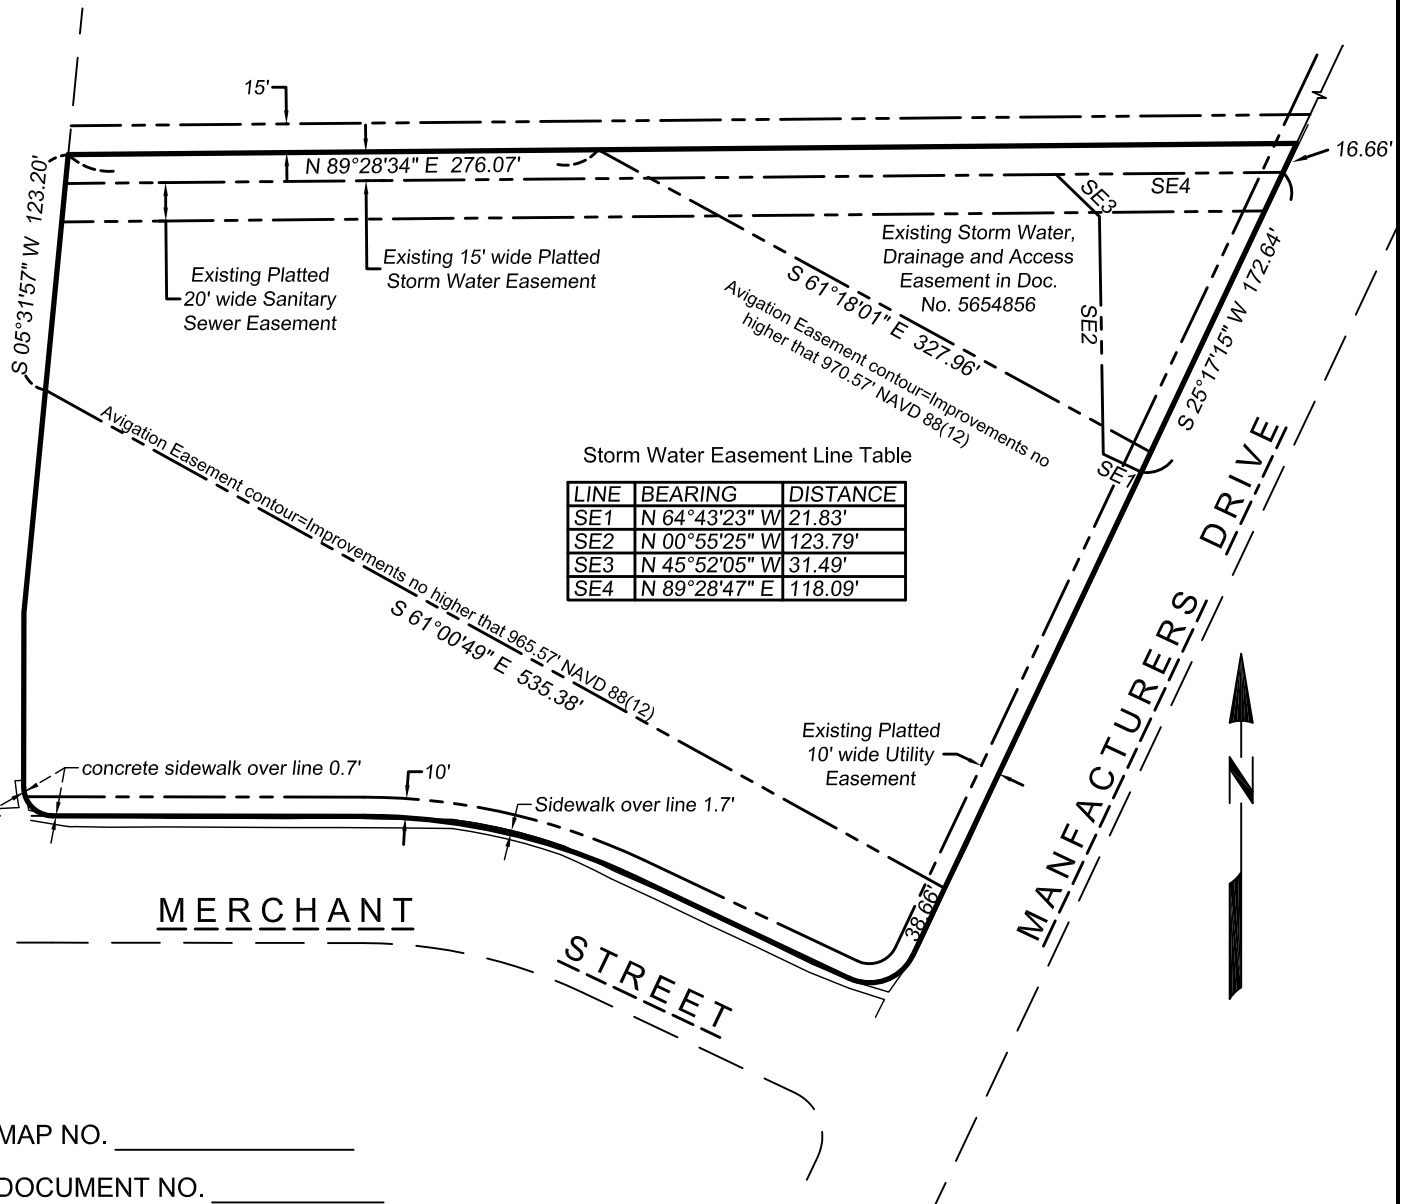 15'
16.66'
N 89°28'34" E 276.07'
S 05°31'57" W 123.20'
SE3
SE4
Existing Storm Water,
Drainage and Access
Easement in Doc.
No. 5654856
Existing 15' wide Platted
Storm Water Easement
Existing Platted
20' wide Sanitary
Sewer Easement
S 61°18'01" E 327.96'
Avigation Easement contour=Improvements no
higher that 970.57' NAVD 88(12)
SE2
S 25°17'15" W 172.64'
SE1
Avigation Easement contour=Improvements no higher that 965.57' NAVD 88(12)
S 61°00'49" E 535.38'
Storm Water Easement Line Table
LINE BEARING DISTANCE
SE1 N 64°43'23" W 21.83'
SE2 N 00°55'25" W 123.79'
SE3 N 45°52'05" W 31.49'
SE4 N 89°28'47" E 118.09'
MANFACTURERS DRIVE
Existing Platted
10' wide Utility
Easement
N
concrete sidewalk over line 0.7'
10'
Sidewalk over line 1.7'
38.66'
MERCHANT
STREET
MAP NO.
DOCUMENT NO.